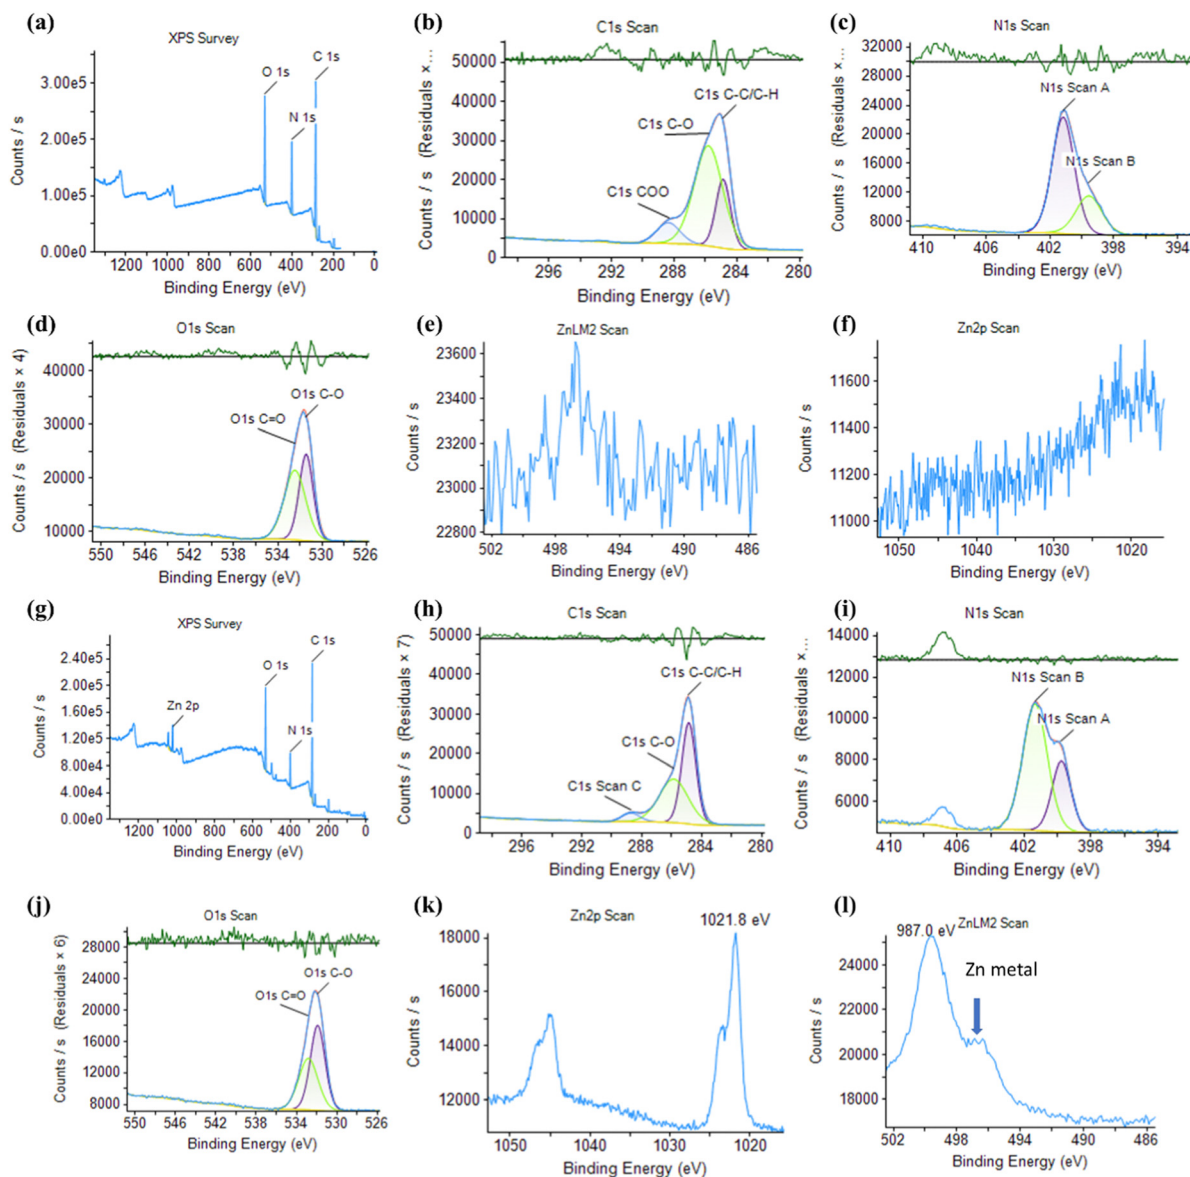 (a)
XPS Survey
C 1s
O 1s
N 1s
3.00e5
2.00e5
1.00e5
0.00e0
Counts / s
1200 1000 800 600 400 200 0
Binding Energy (eV)
(b)
C1s Scan
50000
40000
30000
20000
10000
0
Counts / s (Residuals ×...
C1s C-C/C-H
C1s C-O
C1s COO
296 292 288 284 280
Binding Energy (eV)
(c)
N1s Scan
32000
28000
24000
20000
16000
12000
8000
Counts / s (Residuals ×...
N1s Scan A
N1s Scan B
410 406 402 398 394
Binding Energy (eV)
(d)
O1s Scan
40000
30000
20000
10000
Counts / s (Residuals × 4)
O1s C-O
O1s C=O
550 546 542 538 534 530 526
Binding Energy (eV)
(e)
ZnLM2 Scan
23600
23400
23200
23000
22800
Counts / s
502 498 494 490 486
Binding Energy (eV)
(f)
Zn2p Scan
11600
11400
11200
11000
Counts / s
1050 1040 1030 1020
Binding Energy (eV)
(g)
XPS Survey
C 1s
O 1s
Zn 2p
N 1s
2.40e5
2.00e5
1.60e5
1.20e5
8.00e4
4.00e4
0.00e0
Counts / s
1200 1000 800 600 400 200 0
Binding Energy (eV)
(h)
C1s Scan
50000
40000
30000
20000
10000
0
Counts / s (Residuals × 7)
C1s C-C/C-H
C1s C-O
C1s Scan C
296 292 288 284 280
Binding Energy (eV)
(i)
N1s Scan
14000
12000
10000
8000
6000
Counts / s (Residuals ×...
N1s Scan B
N1s Scan A
410 406 402 398 394
Binding Energy (eV)
(j)
O1s Scan
28000
24000
20000
16000
12000
8000
Counts / s (Residuals × 6)
O1s C-O
O1s C=O
550 546 542 538 534 530 526
Binding Energy (eV)
(k)
Zn2p Scan
1021.8 eV
18000
16000
14000
12000
Counts / s
1050 1040 1030 1020
Binding Energy (eV)
(l)
987.0 eV
ZnLM2 Scan
Zn metal
24000
22000
20000
18000
Counts / s
502 498 494 490 486
Binding Energy (eV)